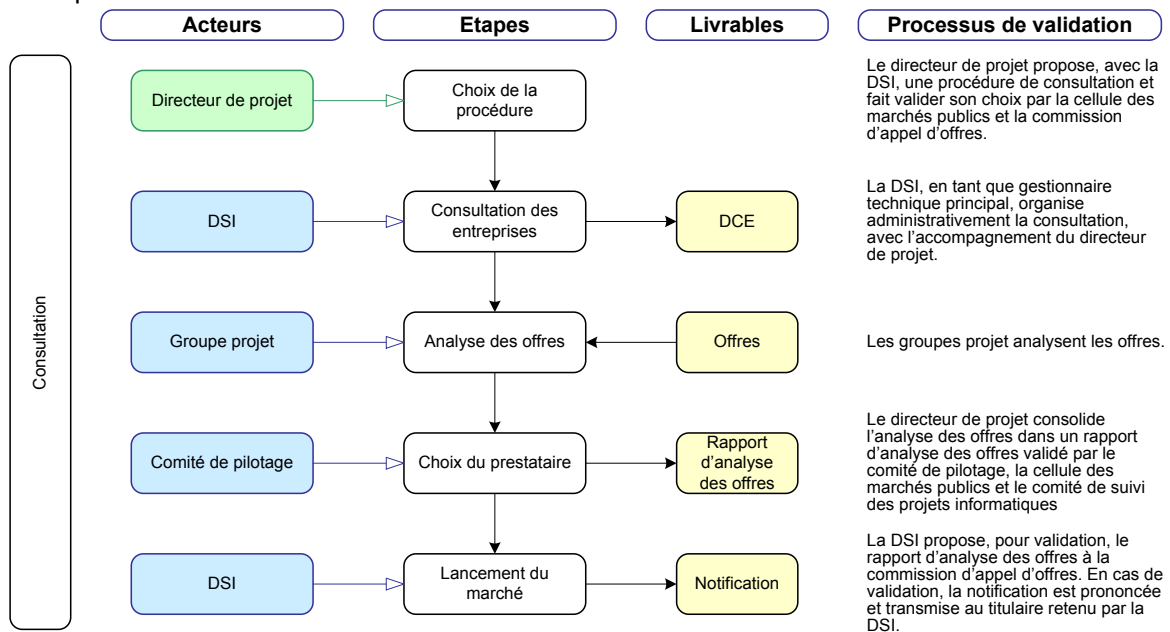 Acteurs
Etapes
Livrables
Processus de validation
Consultation
Directeur de projet
Choix de la
procédure
Le directeur de projet propose, avec la
DSI, une procédure de consultation et
fait valider son choix par la cellule des
marchés publics et la commission
d'appel d'offres.
DSI
Consultation des
entreprises
DCE
La DSI, en tant que gestionnaire
technique principal, organise
administrativement la consultation,
avec l'accompagnement du directeur
de projet.
Groupe projet
Analyse des offres
Offres
Les groupes projet analysent les offres.
Comité de pilotage
Choix du prestataire
Rapport
d'analyse
des offres
Le directeur de projet consolide
l'analyse des offres dans un rapport
d'analyse des offres validé par le
comité de pilotage, la cellule des
marchés publics et le comité de suivi
des projets informatiques
DSI
Lancement du
marché
Notification
La DSI propose, pour validation, le
rapport d'analyse des offres à la
commission d'appel d'offres. En cas de
validation, la notification est prononcée
et transmise au titulaire retenu par la
DSI.